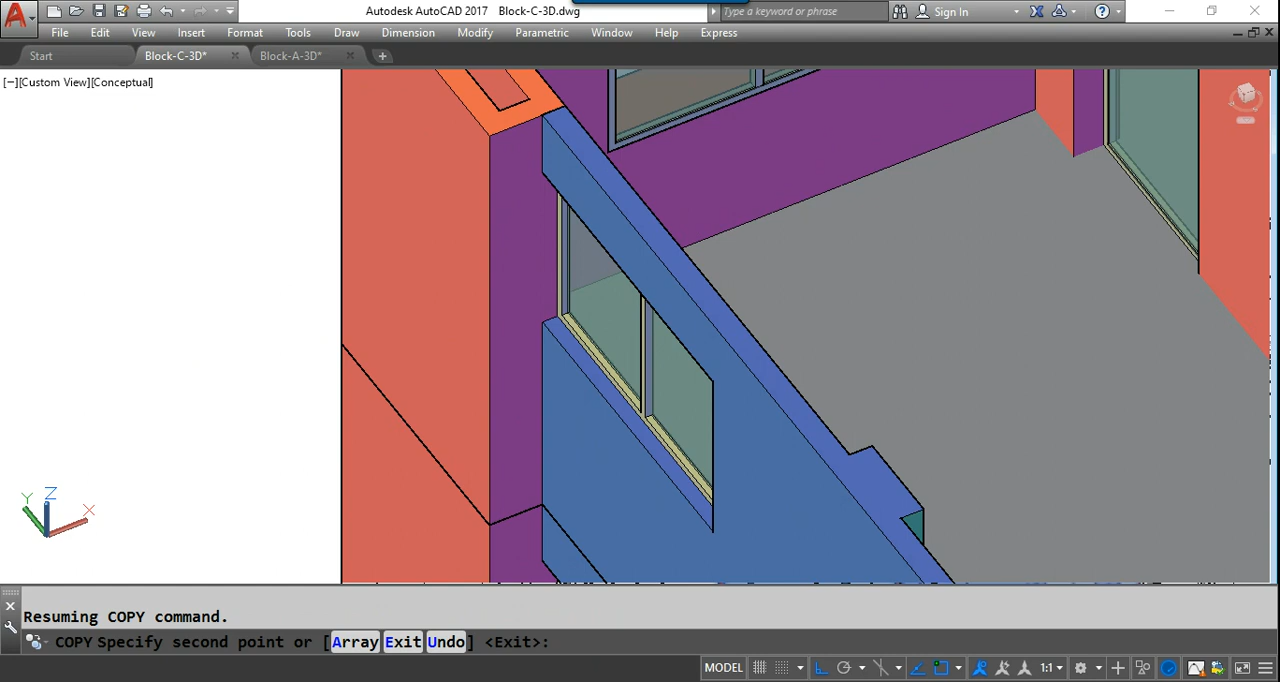 Autodesk AutoCAD 2017 Block-C-3D.dwg
Type a keyword or phrase
Sign In
File Edit View Insert Format Tools Draw Dimension Modify Parametric Window Help Express
Start Block-C-3D* Block-A-3D*
[−][Custom View][Conceptual]
Y Z X
Resuming COPY command.
COPY Specify second point or [Array Exit Undo] <Exit>:
MODEL 1:1